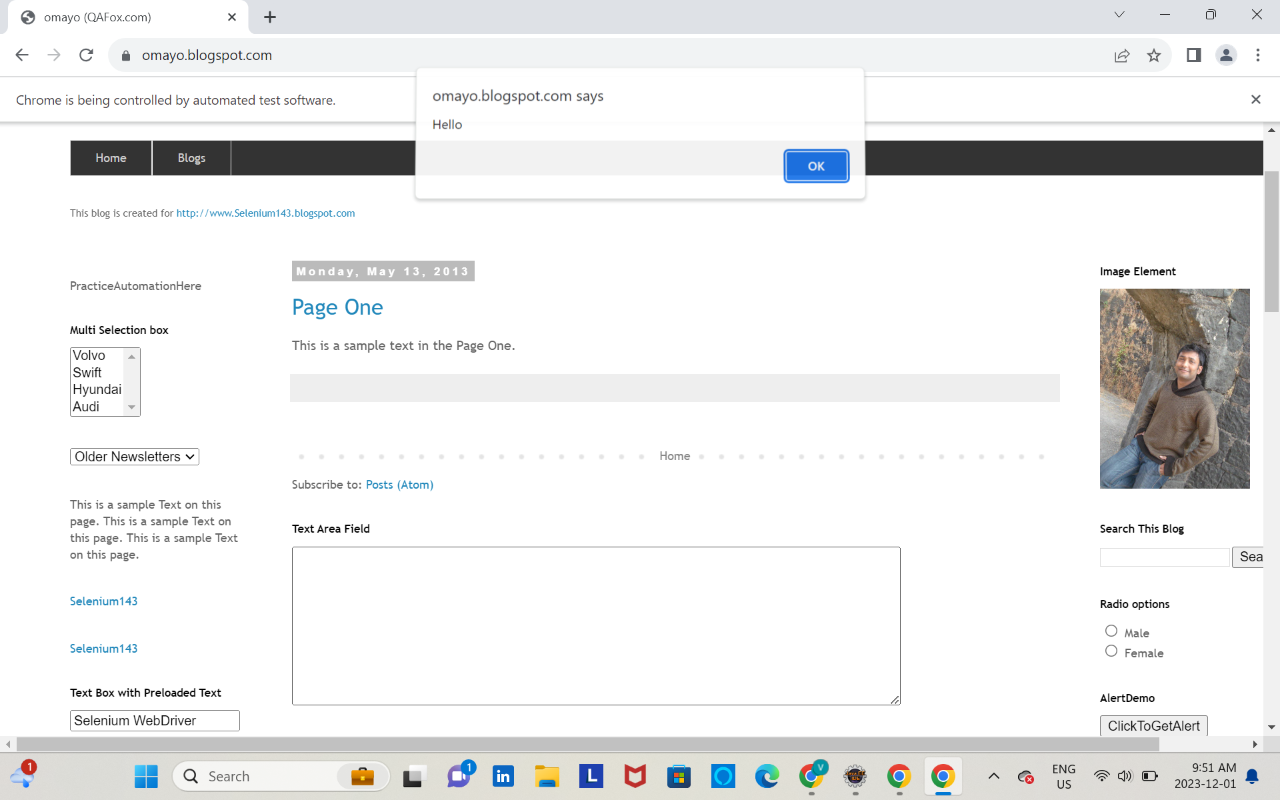 omayo (QAFox.com)
omayo.blogspot.com
Chrome is being controlled by automated test software.
omayo.blogspot.com says
Hello
OK
Home
Blogs
This blog is created for http://www.Selenium143.blogspot.com
PracticeAutomationHere
Multi Selection box
Volvo
Swift
Hyundai
Audi
Older Newsletters
This is a sample Text on this
page. This is a sample Text on
this page. This is a sample Text
on this page.
Selenium143
Selenium143
Text Box with Preloaded Text
Selenium WebDriver
Monday, May 13, 2013
Page One
This is a sample text in the Page One.
Home
Subscribe to: Posts (Atom)
Text Area Field
Image Element
Search This Blog
Sea
Radio options
Male
Female
AlertDemo
ClickToGetAlert
1
Search
1
L
V
ENG
US
9:51 AM
2023-12-01